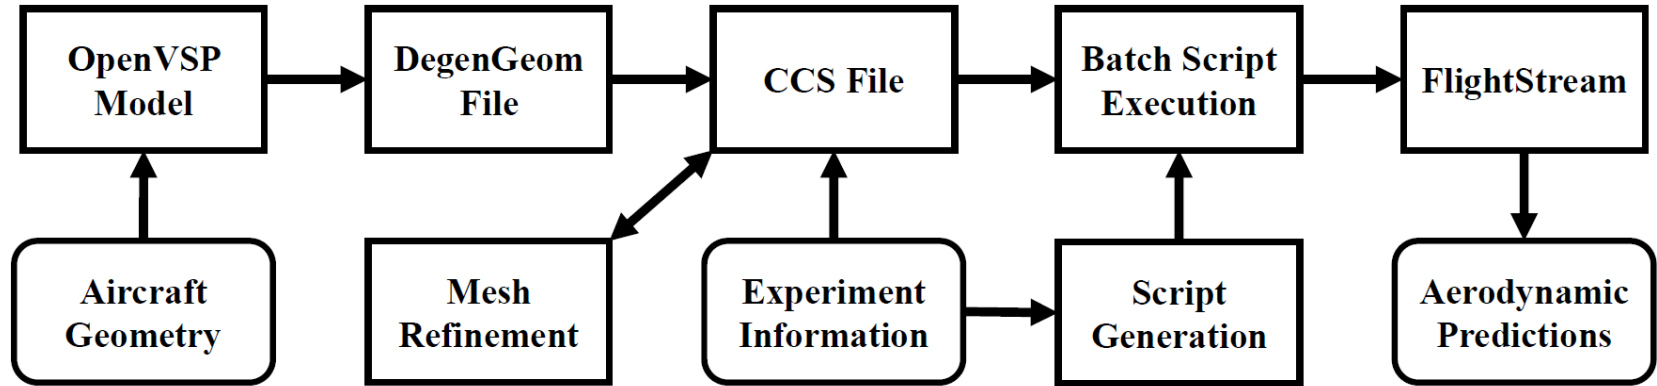 OpenVSP
Model
DegenGeom
File
CCS File
Batch Script
Execution
FlightStream
Aircraft
Geometry
Mesh
Refinement
Experiment
Information
Script
Generation
Aerodynamic
Predictions